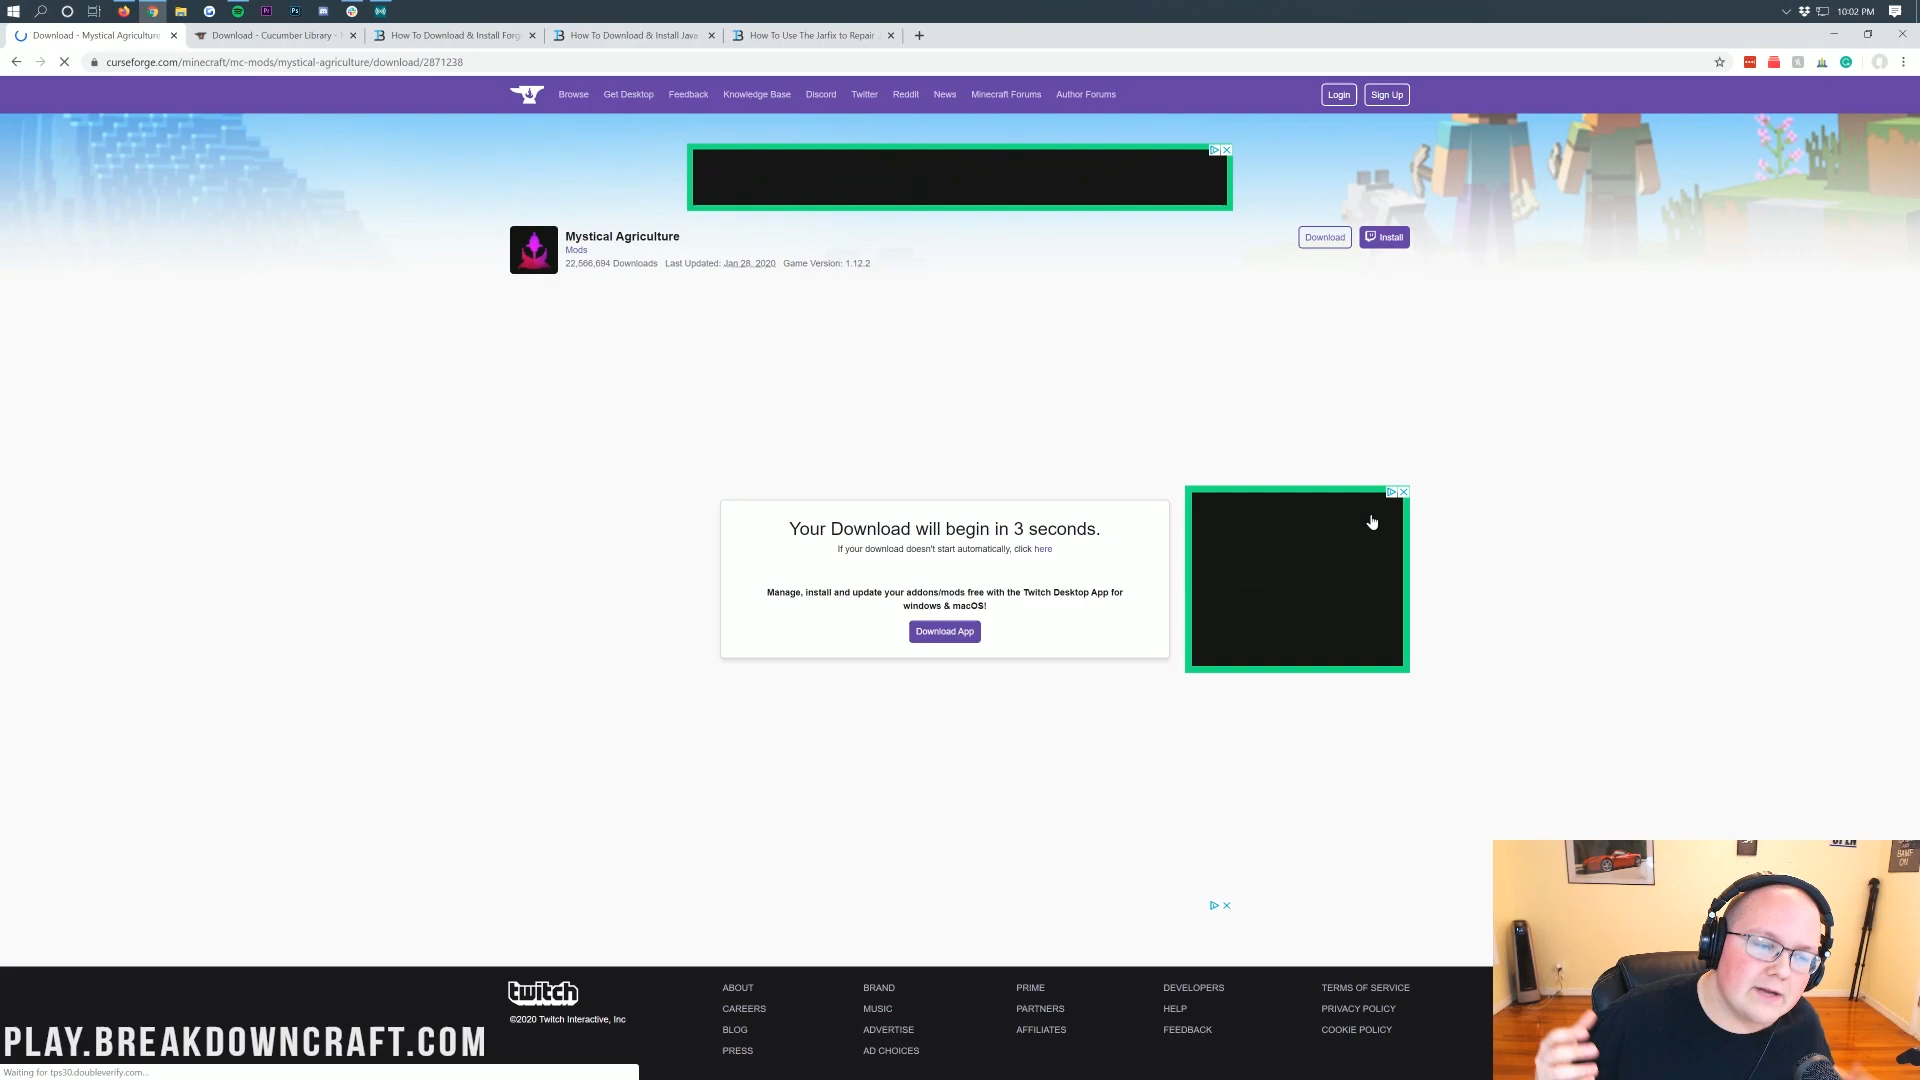 10:02 PM
Download - Mystical Agriculture
Download - Cucumber Library -
How To Download & Install Forg
How To Download & Install Java
How To Use The Jarfix to Repair
curseforge.com/minecraft/mc-mods/mystical-agriculture/download/2871238
Browse Get Desktop Feedback Knowledge Base Discord Twitter Reddit News Minecraft Forums Author Forums Login Sign Up
Mystical Agriculture
Mods
22,566,694 Downloads Last Updated: Jan 28, 2020 Game Version: 1.12.2
Download Install
Your Download will begin in 3 seconds.
If your download doesn't start automatically, click here
Manage, install and update your addons/mods free with the Twitch Desktop App for
windows & macOS!
Download App
twitch
©2020 Twitch Interactive, Inc
ABOUT BRAND PRIME DEVELOPERS TERMS OF SERVICE
CAREERS MUSIC PARTNERS HELP PRIVACY POLICY
BLOG ADVERTISE AFFILIATES FEEDBACK COOKIE POLICY
PRESS AD CHOICES
PLAY.BREAKDOWNCRAFT.COM
Waiting for tps30.doubleverify.com...